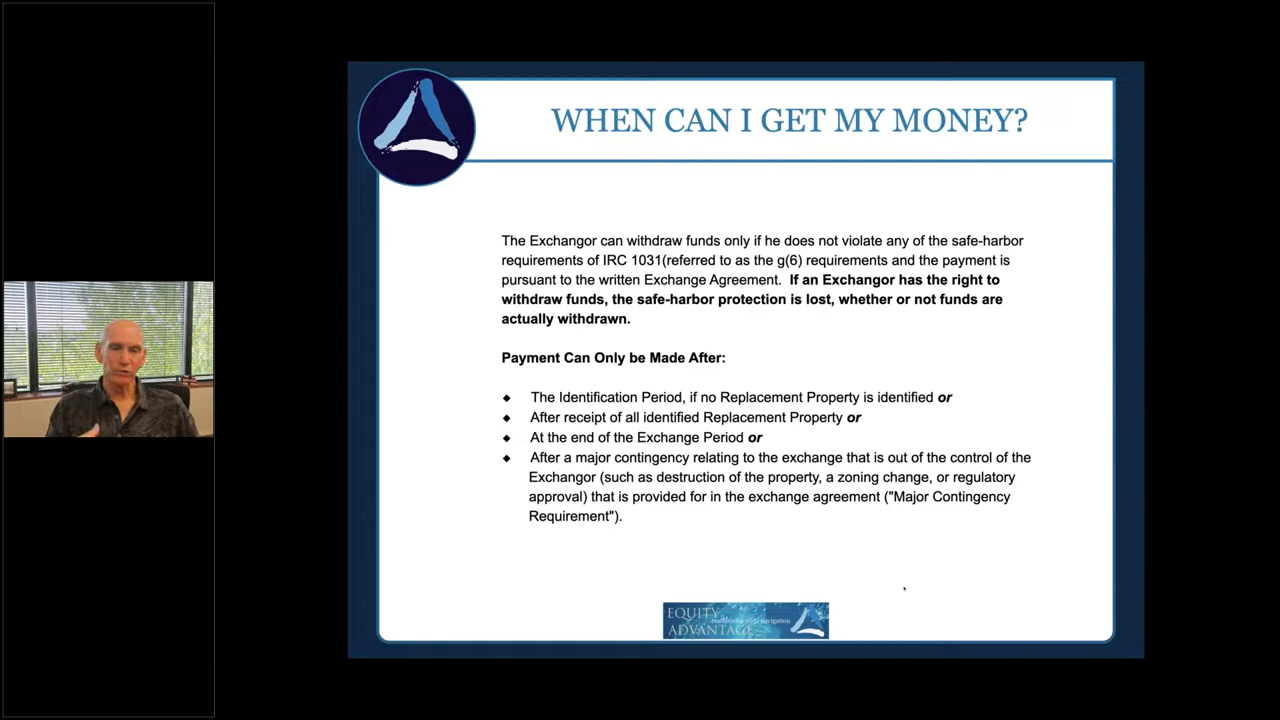 WHEN CAN I GET MY MONEY?
The Exchangor can withdraw funds only if he does not violate any of the safe-harbor
requirements of IRC 1031(referred to as the g(6) requirements and the payment is
pursuant to the written Exchange Agreement. If an Exchangor has the right to
withdraw funds, the safe-harbor protection is lost, whether or not funds are
actually withdrawn.
Payment Can Only be Made After:
◆ The Identification Period, if no Replacement Property is identified or
◆ After receipt of all identified Replacement Property or
◆ At the end of the Exchange Period or
◆ After a major contingency relating to the exchange that is out of the control of the
Exchangor (such as destruction of the property, a zoning change, or regulatory
approval) that is provided for in the exchange agreement ("Major Contingency
Requirement").
EQUITY
navigation
ADVANTAGE